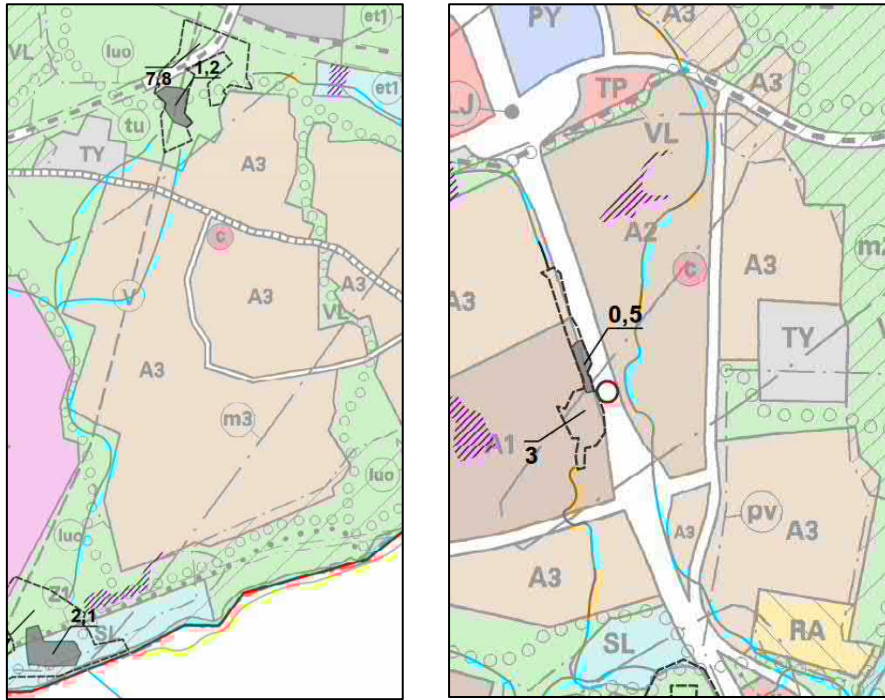 et1
VL
luo
7,8
1,2
et1
tu
TY
A3
c
V
A3
A3
VL
A3
m3
luo
luo
Z1
2,1
SL
PY
A3
LJ
TP
A3
VL
A2
c
A3
A3
m
0,5
TY
A1
3
pv
A3
A3
A3
SL
RA